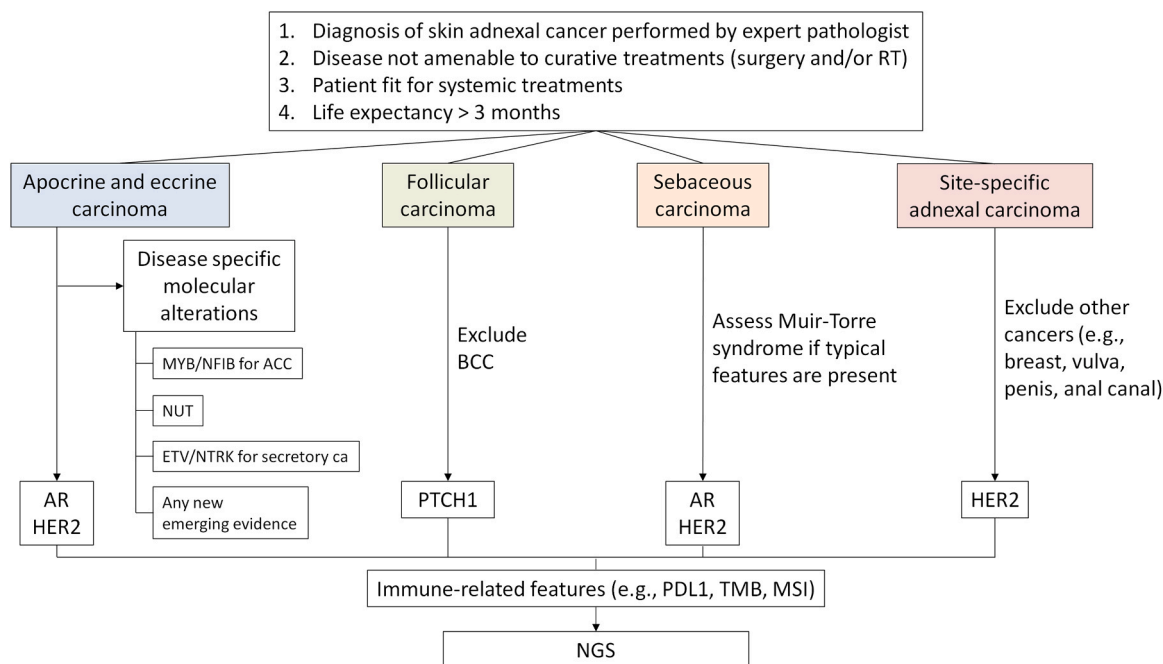 1. Diagnosis of skin adnexal cancer performed by expert pathologist
2. Disease not amenable to curative treatments (surgery and/or RT)
3. Patient fit for systemic treatments
4. Life expectancy > 3 months
Apocrine and eccrine
carcinoma
Follicular
carcinoma
Sebaceous
carcinoma
Site-specific
adnexal carcinoma
Disease specific
molecular
alterations
MYB/NFIB for ACC
NUT
ETV/NTRK for secretory ca
Any new
emerging evidence
Exclude
BCC
Assess Muir-Torre
syndrome if typical
features are present
Exclude other
cancers (e.g.,
breast, vulva,
penis, anal canal)
AR
HER2
PTCH1
AR
HER2
HER2
Immune-related features (e.g., PDL1, TMB, MSI)
NGS